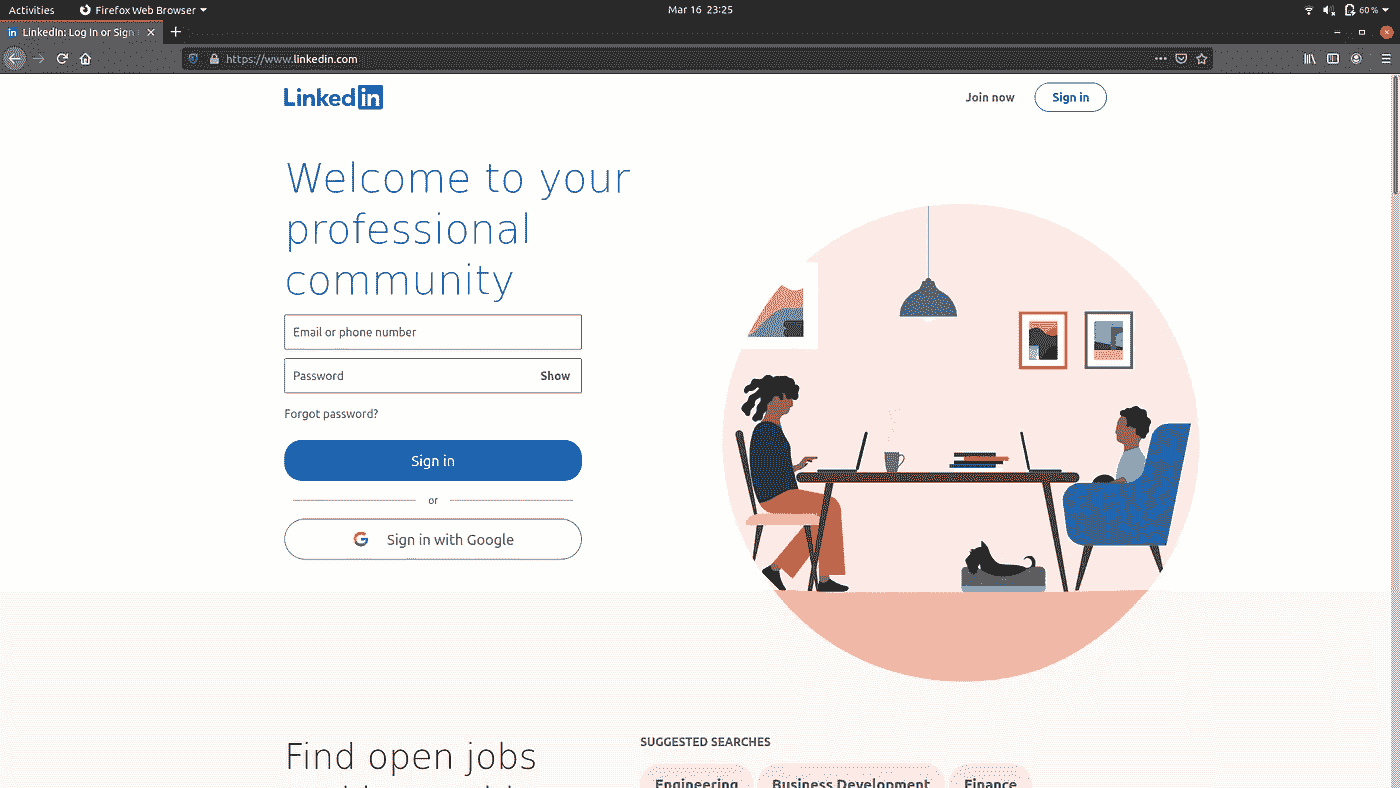 Activities
Firefox Web Browser
Mar 16 23:25
60 %
LinkedIn: Log In or Sign
https://www.linkedin.com
Linkedin
Join now
Sign in
Welcome to your
professional
community
Email or phone number
Password
Show
Forgot password?
Sign in
or
Sign in with Google
Find open jobs
SUGGESTED SEARCHES
Engineering
Business Development
Finance